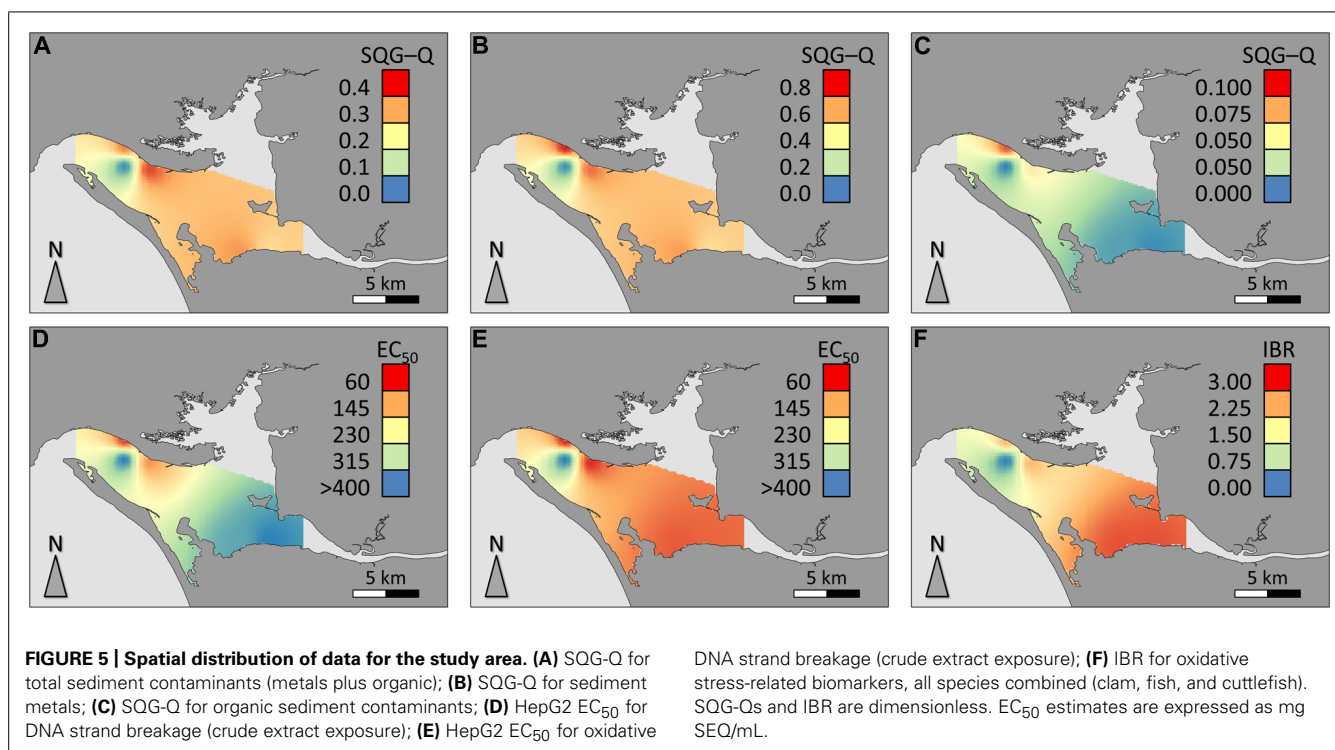 A
SQG–Q
0.4
0.3
0.2
0.1
0.0
N
5 km
B
SQG–Q
0.8
0.6
0.4
0.2
0.0
N
5 km
C
SQG–Q
0.100
0.075
0.050
0.050
0.000
N
5 km
D
EC50
60
145
230
315
>400
N
5 km
E
EC50
60
145
230
315
>400
N
5 km
F
IBR
3.00
2.25
1.50
0.75
0.00
N
5 km
FIGURE 5 | Spatial distribution of data for the study area. (A) SQG-Q for
total sediment contaminants (metals plus organic); (B) SQG-Q for sediment
metals; (C) SQG-Q for organic sediment contaminants; (D) HepG2 EC50 for
DNA strand breakage (crude extract exposure); (E) HepG2 EC50 for oxidative
DNA strand breakage (crude extract exposure); (F) IBR for oxidative
stress-related biomarkers, all species combined (clam, fish, and cuttlefish).
SQG-Qs and IBR are dimensionless. EC50 estimates are expressed as mg
SEQ/mL.